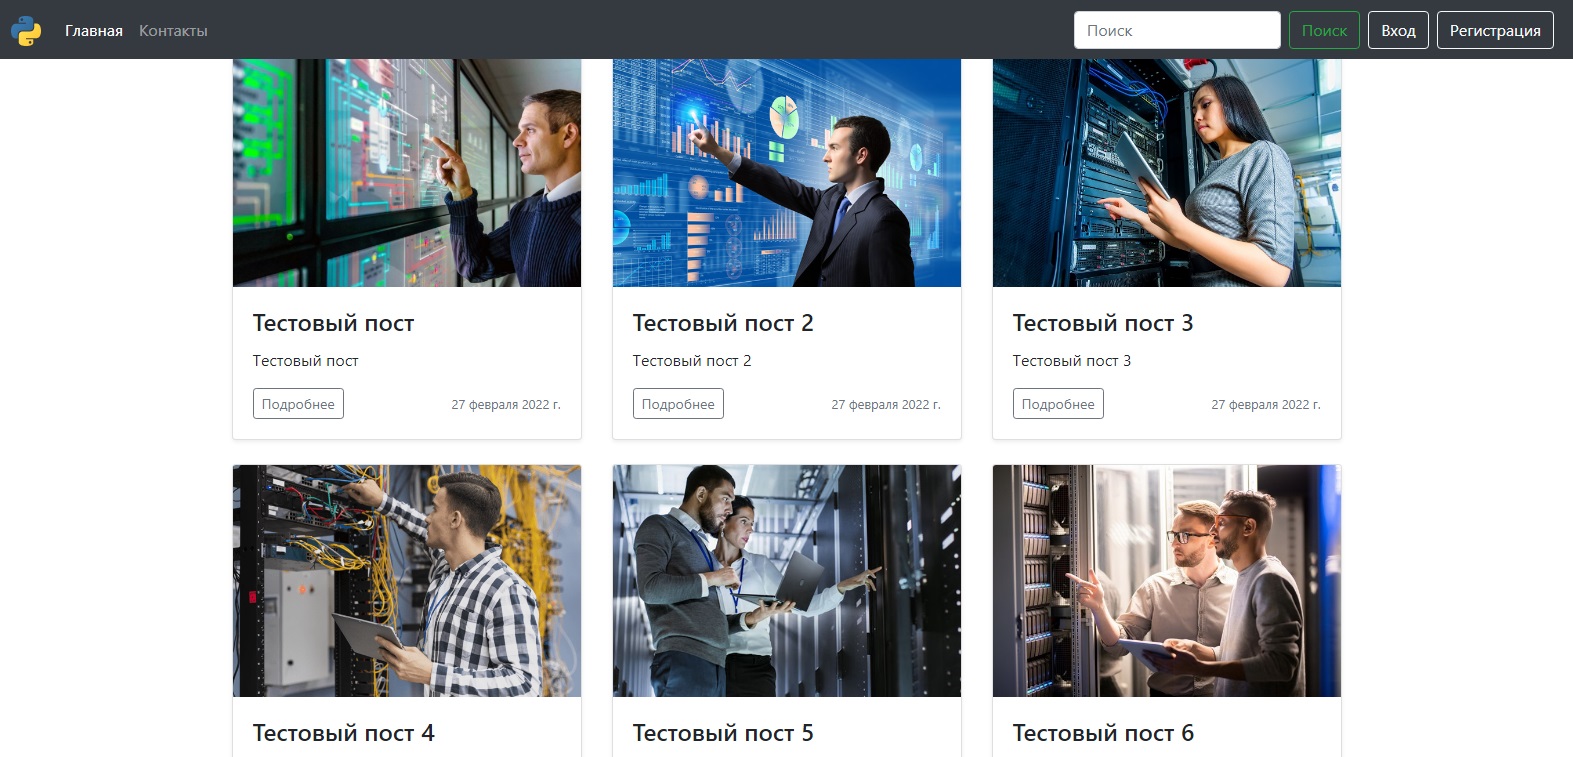 Главная Контакты Поиск Поиск Вход Регистрация
Тестовый пост
Тестовый пост
Подробнее 27 февраля 2022 г.
Тестовый пост 2
Тестовый пост 2
Подробнее 27 февраля 2022 г.
Тестовый пост 3
Тестовый пост 3
Подробнее 27 февраля 2022 г.
Тестовый пост 4
Тестовый пост 5
Тестовый пост 6